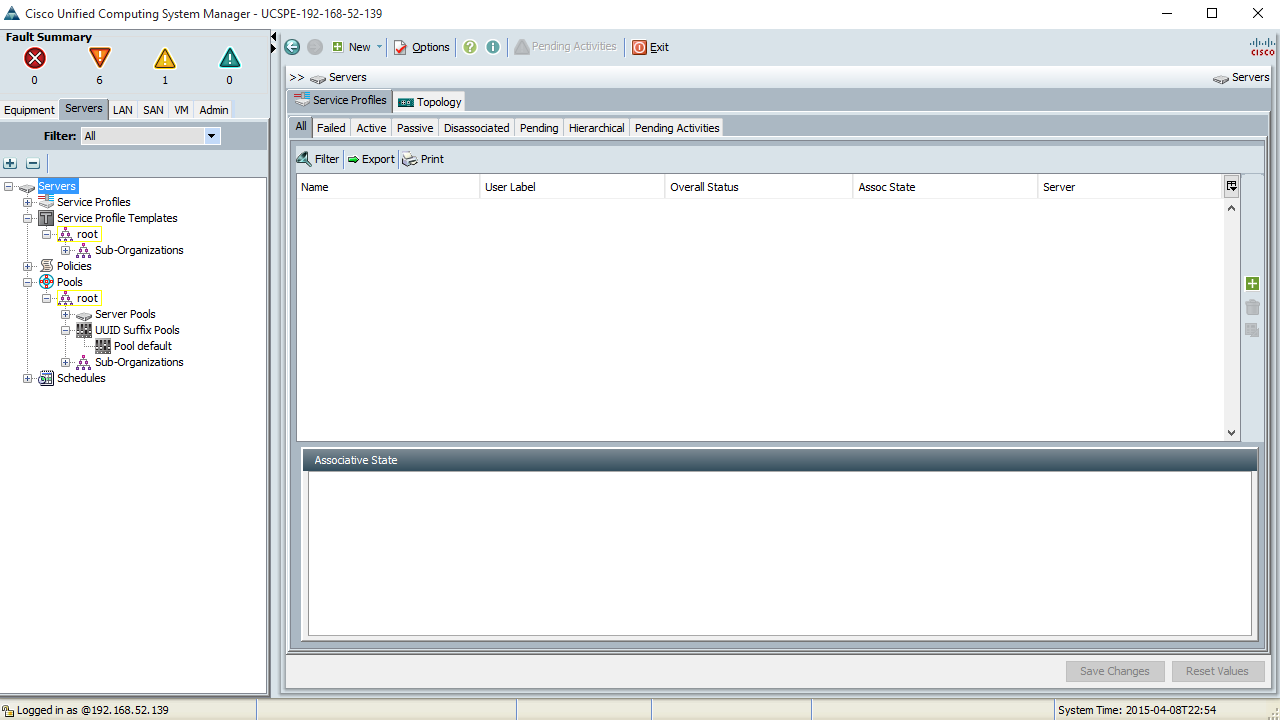 Cisco Unified Computing System Manager - UCSPE-192-168-52-139
Fault Summary
0 6 1 0
Equipment Servers LAN SAN VM Admin
Filter: All
Servers
Service Profiles
Service Profile Templates
root
Sub-Organizations
Policies
Pools
root
Server Pools
UUID Suffix Pools
Pool default
Sub-Organizations
Schedules
New Options Pending Activities Exit
CISCO
>> Servers Servers
Service Profiles Topology
All Failed Active Passive Disassociated Pending Hierarchical Pending Activities
Filter Export Print
Name User Label Overall Status Assoc State Server
Associative State
Save Changes Reset Values
Logged in as @192.168.52.139 System Time: 2015-04-08T22:54